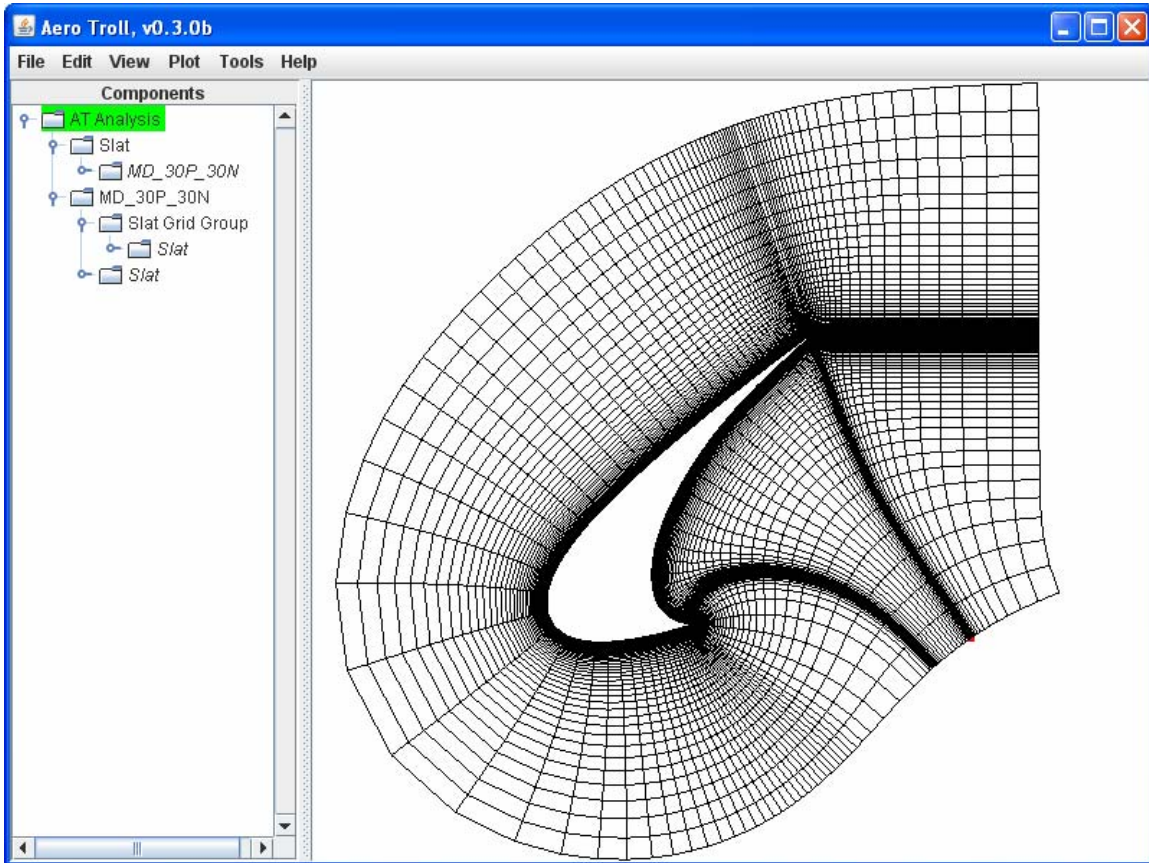 Aero Troll, v0.3.0b
File Edit View Plot Tools Help
Components
AT Analysis
Slat
MD_30P_30N
MD_30P_30N
Slat Grid Group
Slat
Slat